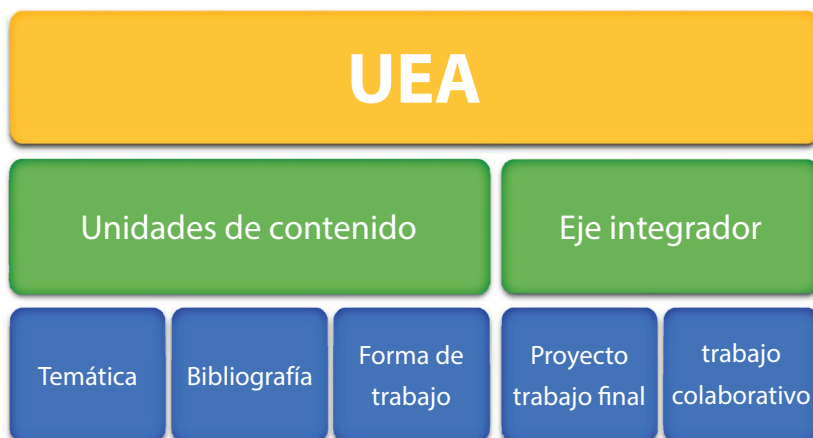 UEA
Unidades de contenido
Eje integrador
Temática
Bibliografía
Forma de
trabajo
Proyecto
trabajo final
trabajo
colaborativo